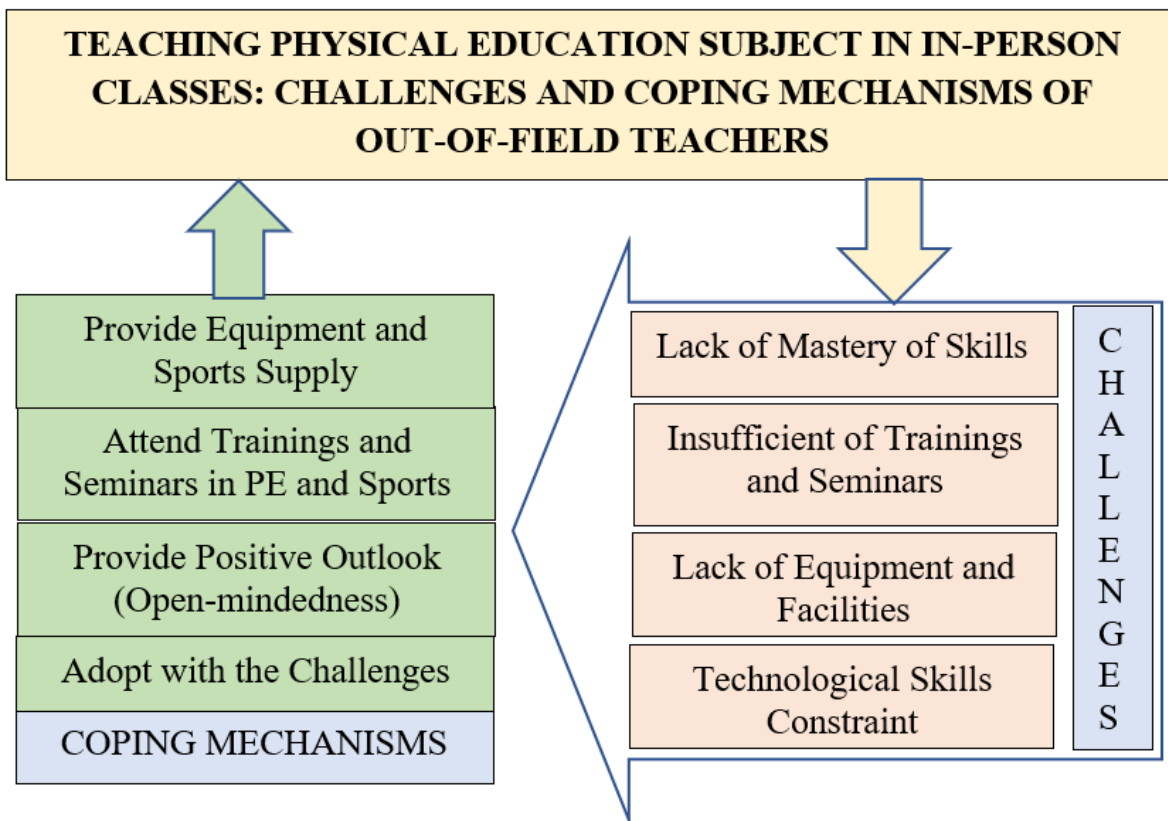 TEACHING PHYSICAL EDUCATION SUBJECT IN IN-PERSON
CLASSES: CHALLENGES AND COPING MECHANISMS OF
OUT-OF-FIELD TEACHERS
Provide Equipment and
Sports Supply
Attend Trainings and
Seminars in PE and Sports
Provide Positive Outlook
(Open-mindedness)
Adopt with the Challenges
COPING MECHANISMS
Lack of Mastery of Skills
Insufficient of Trainings
and Seminars
Lack of Equipment and
Facilities
Technological Skills
Constraint
CHALLENGES